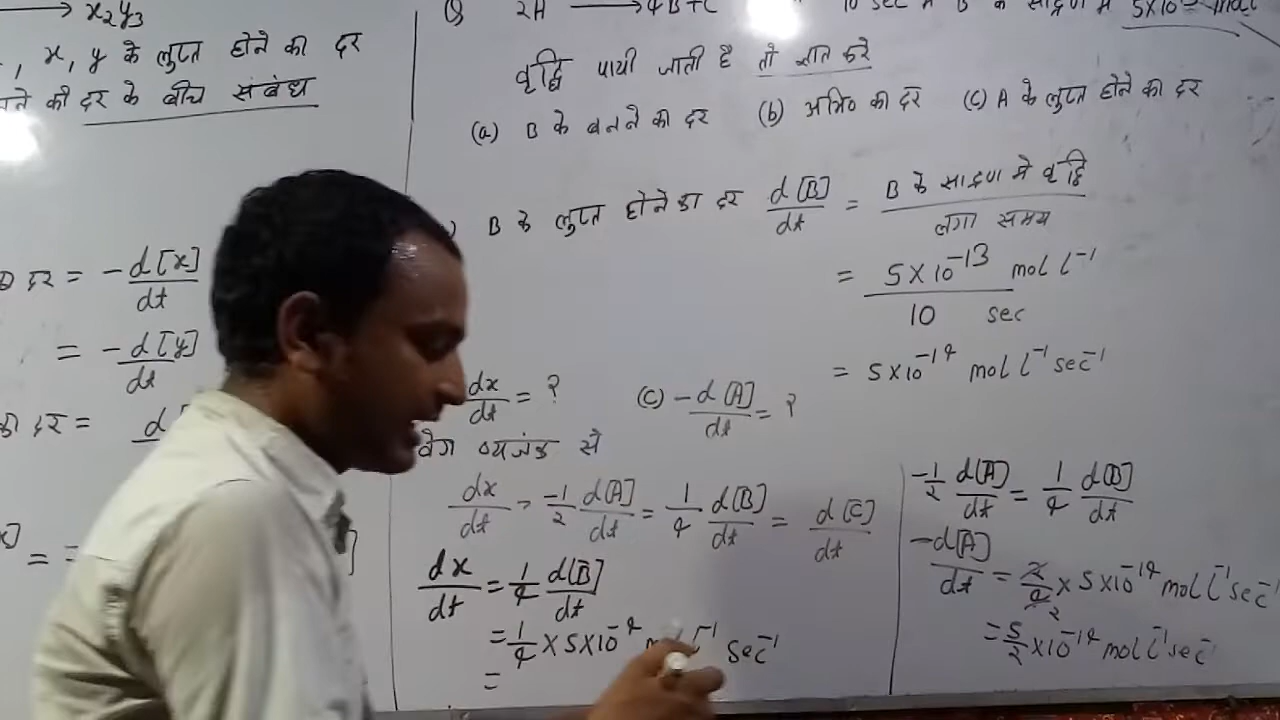 → x₂y₃
, x, y के लुप्त होने की दर
नने की दर के बीच संबंध
दर = -d[x]/dt
= -d[y]/dt
दर = d[
x] = =
Q 2A → 4B+C 10 sec में B के सान्द्रण में 5×10
वृद्धि पायी जाती है तो ज्ञात करे
(a) B के बनने की दर (b) अभि० की दर (C) A के लुप्त होने की दर
) B के लुप्त होने का दर d[B]/dt = B के सान्द्रण मे वृद्धि / लगा समय
= 5×10⁻¹³ mol l⁻¹ / 10 sec
= 5×10⁻¹⁴ mol l⁻¹ sec⁻¹
dx/dt = ? (C) -d[A]/dt = ?
वेग व्यजंक से
dx/dt = -1/2 d[A]/dt = 1/4 d[B]/dt = d[C]/dt
dx/dt = 1/4 d[B]/dt
= 1/4 × 5×10⁻⁴ mol l⁻¹ sec⁻¹
=
-1/2 d[A]/dt = 1/4 d[B]/dt
-d[A]/dt = 2/4 × 5×10⁻¹⁴ mol l⁻¹ sec⁻¹
2
= 5/2 ×10⁻¹⁴ mol l⁻¹ sec⁻